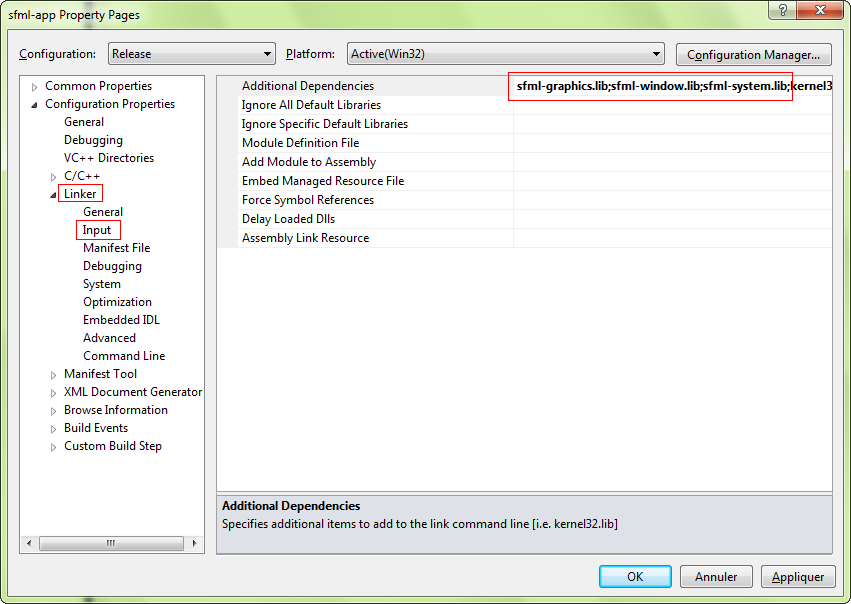 sfml-app Property Pages
Configuration: Release Platform: Active(Win32) Configuration Manager...
Common Properties
Configuration Properties
General
Debugging
VC++ Directories
C/C++
Linker
General
Input
Manifest File
Debugging
System
Optimization
Embedded IDL
Advanced
Command Line
Manifest Tool
XML Document Generator
Browse Information
Build Events
Custom Build Step
Additional Dependencies sfml-graphics.lib;sfml-window.lib;sfml-system.lib;kernel3
Ignore All Default Libraries
Ignore Specific Default Libraries
Module Definition File
Add Module to Assembly
Embed Managed Resource File
Force Symbol References
Delay Loaded Dlls
Assembly Link Resource
Additional Dependencies
Specifies additional items to add to the link command line [i.e. kernel32.lib]
OK Annuler Appliquer